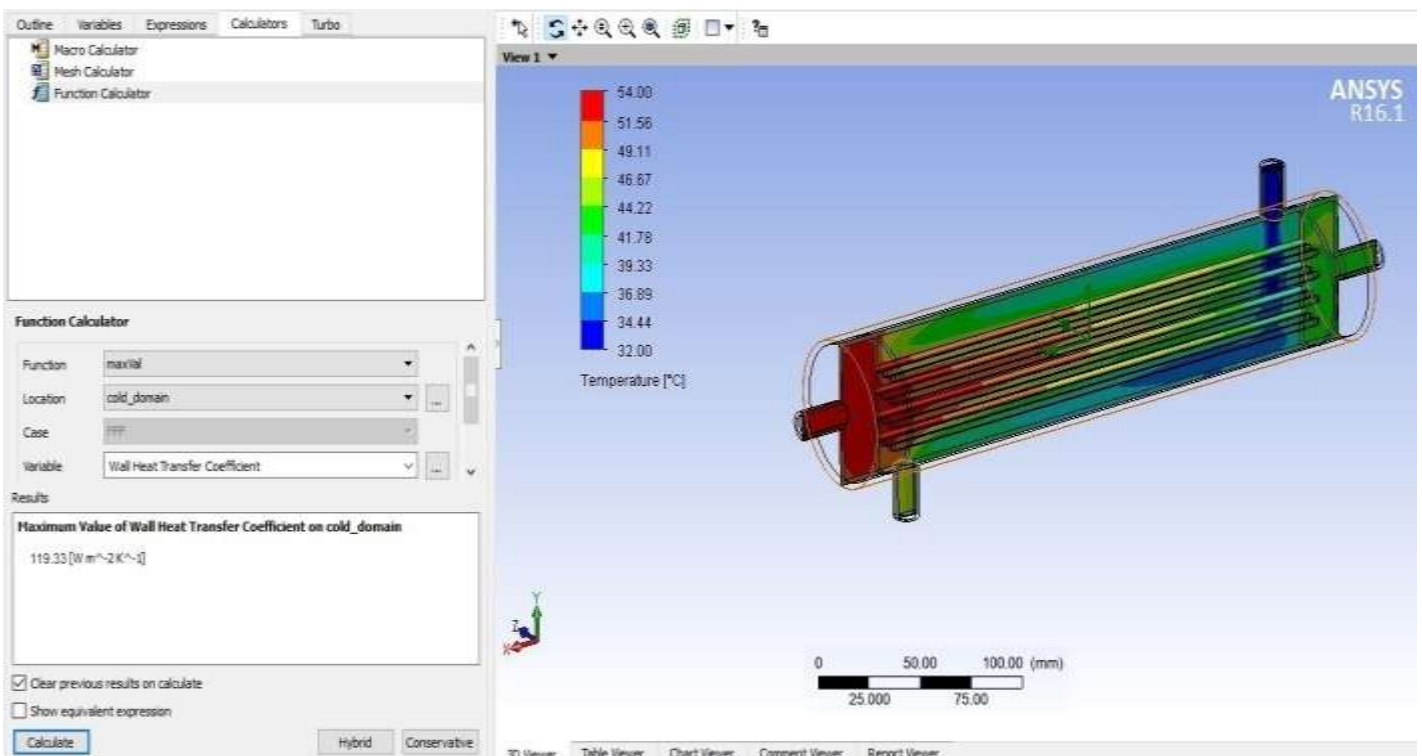 Outline Variables Expressions Calculators Turbo
Macro Calculator
Mesh Calculator
Function Calculator
Function Calculator
Function maxVal
Location cold_domain ...
Case FFF
Variable Wall Heat Transfer Coefficient ...
Results
Maximum Value of Wall Heat Transfer Coefficient on cold_domain
119.33 [W m^-2 K^-1]
Clear previous results on calculate
Show equivalent expression
Calculate Hybrid Conservative
View 1
54.00
51.56
49.11
46.67
44.22
41.78
39.33
36.89
34.44
32.00
Temperature [°C]
ANSYS
R16.1
Y
Z
X
0 50.00 100.00 (mm)
25.000 75.00
3D Viewer Table Viewer Chart Viewer Comment Viewer Report Viewer